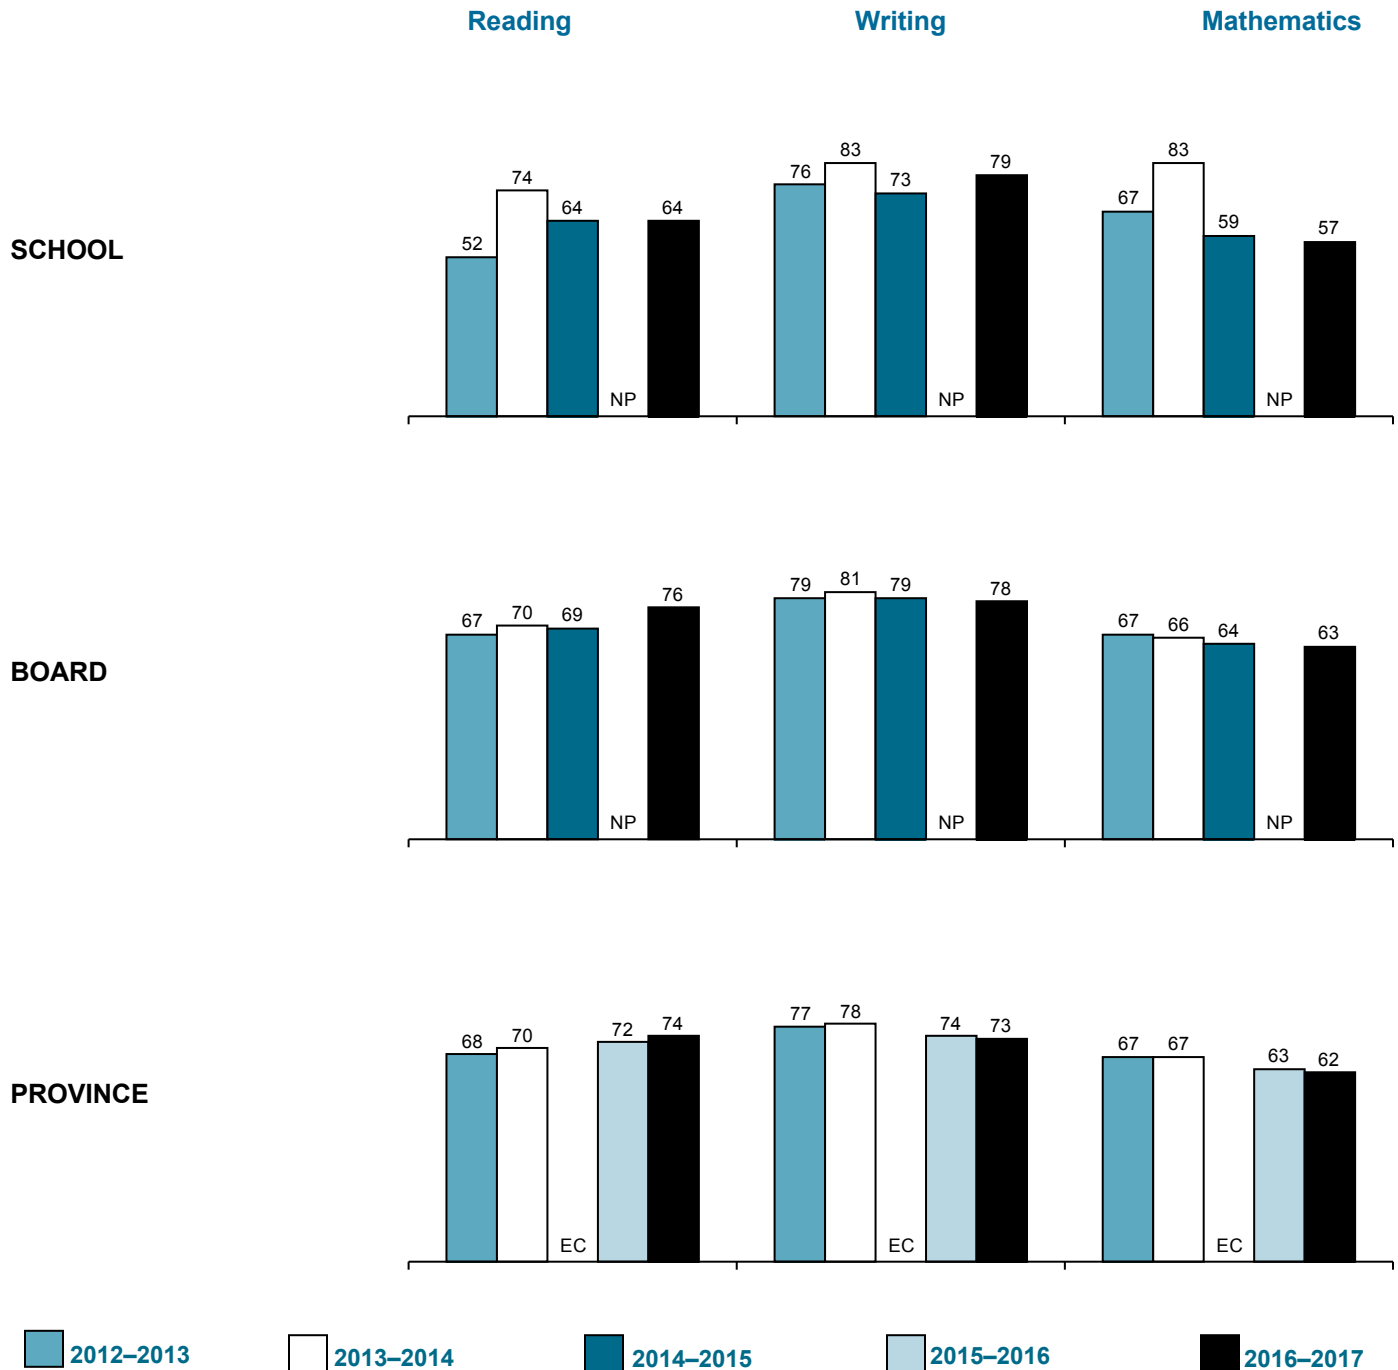 Reading Writing Mathematics
SCHOOL
52 74 64 NP 64 76 83 73 NP 79 67 83 59 NP 57
BOARD
67 70 69 NP 76 79 81 79 NP 78 67 66 64 NP 63
PROVINCE
68 70 EC 72 74 77 78 EC 74 73 67 67 EC 63 62
2012–2013 2013–2014 2014–2015 2015–2016 2016–2017